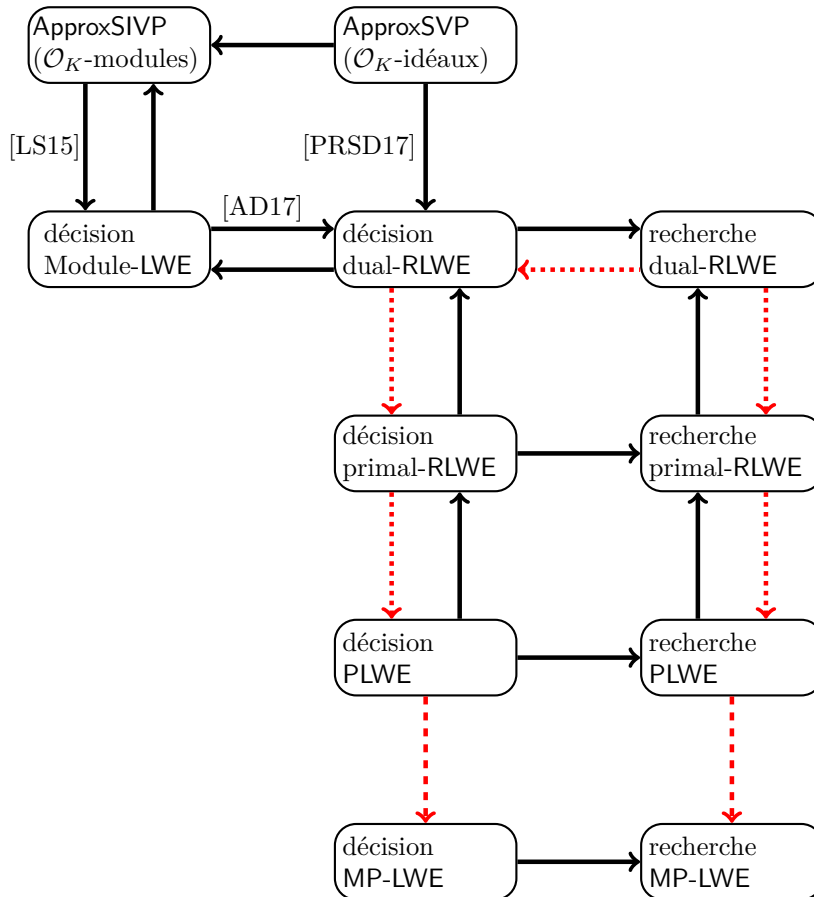 ApproxSIVP
(𝒪_K-modules)
ApproxSVP
(𝒪_K-idéaux)
[LS15]
[PRSD17]
[AD17]
décision
Module-LWE
décision
dual-RLWE
recherche
dual-RLWE
décision
primal-RLWE
recherche
primal-RLWE
décision
PLWE
recherche
PLWE
décision
MP-LWE
recherche
MP-LWE